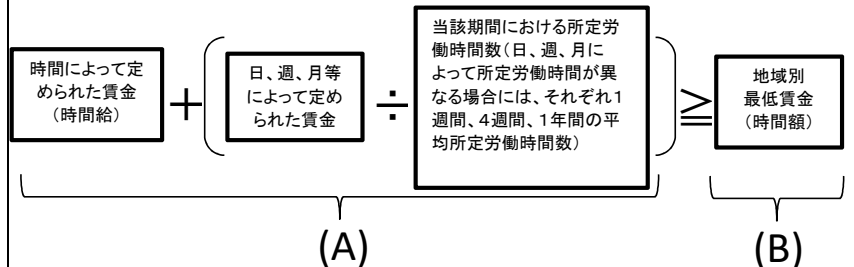 時間によって定
められた賃金
(時間給)
+
日、週、月等
によって定め
られた賃金
÷
当該期間における所定労
働時間数(日、週、月に
よって所定労働時間が異
なる場合には、それぞれ1
週間、4週間、1年間の平
均所定労働時間数)
≧
地域別
最低賃金
(時間額)
(A)
(B)